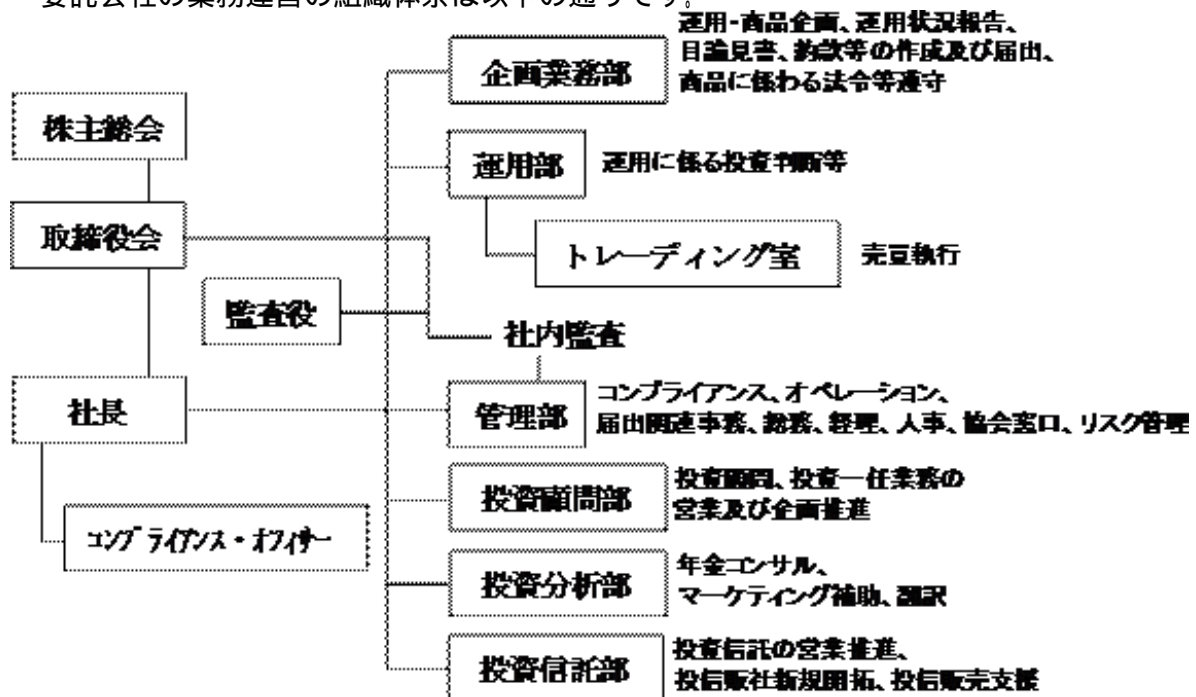 委託会社の業務運営の組織体系は以下の通りです。
運用・商品企画、運用状況報告、
目論見書、約款等の作成及び届出、
商品に係わる法令等遵守
企画業務部
株主総会
運用部
運用に係る投資判断等
取締役会
トレーディング室
売買執行
監査役
社内監査
社長
管理部
コンプライアンス、オペレーション、
届出関連事務、総務、経理、人事、協会窓口、リスク管理
投資顧問部
投資顧問、投資一任業務の
営業及び企画推進
コンプライアンス・オフィサー
投資分析部
年金コンサル、
マーケティング補助、翻訳
投資信託部
投資信託の営業推進、
投信販社新規開拓、投信販売支援